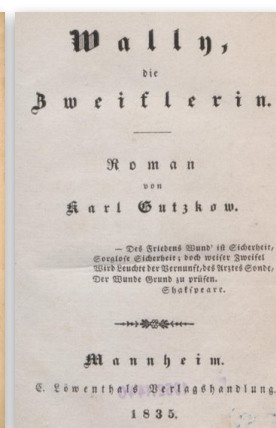 Wally,
die
Zweiflerin.
Roman
von
Karl Gutzkow.
— Des Friedens Wund' ist Sicherheit,
Sorglose Sicherheit; doch weiser Zweifel
Wird Leuchte der Vernunft, des Arztes Sonde,
Der Wunde Grund zu prüfen.
Shakspeare.
Mannheim.
C. Löwenthals Verlagshandlung.
1835.